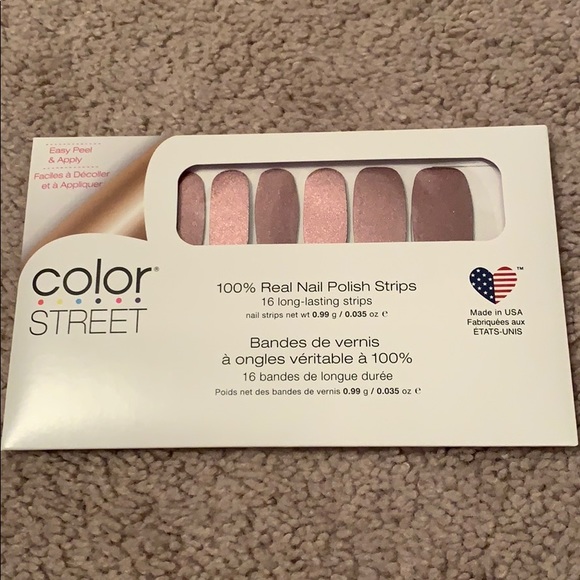 Easy Peel
& Apply
Faciles à Décoller
et à Appliquer
color®
STREET
100% Real Nail Polish Strips
16 long-lasting strips
nail strips net wt 0.99 g / 0.035 oz ℮
Bandes de vernis
à ongles véritable à 100%
16 bandes de longue durée
Poids net des bandes de vernis 0.99 g / 0.035 oz ℮
™
Made in USA
Fabriquées aux
ÉTATS-UNIS